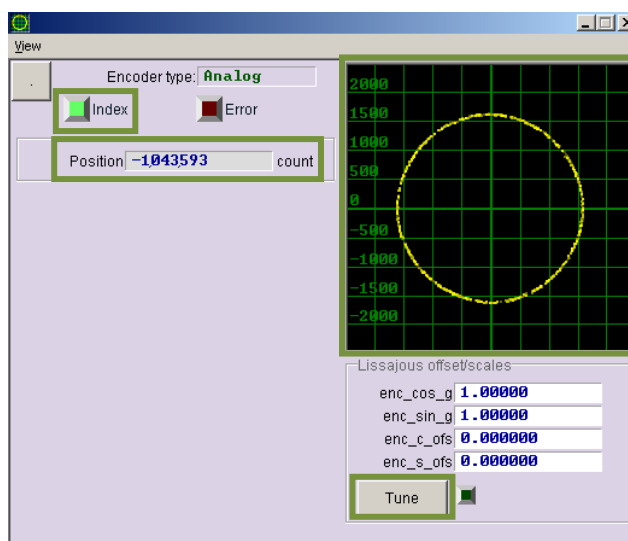 View
.
Encoder type: Analog
Index
Error
Position -1,043,593 count
2000
1500
1000
500
0
-500
-1000
-1500
-2000
Lissajous offset/scales
enc_cos_g 1.00000
enc_sin_g 1.00000
enc_c_ofs 0.000000
enc_s_ofs 0.000000
Tune